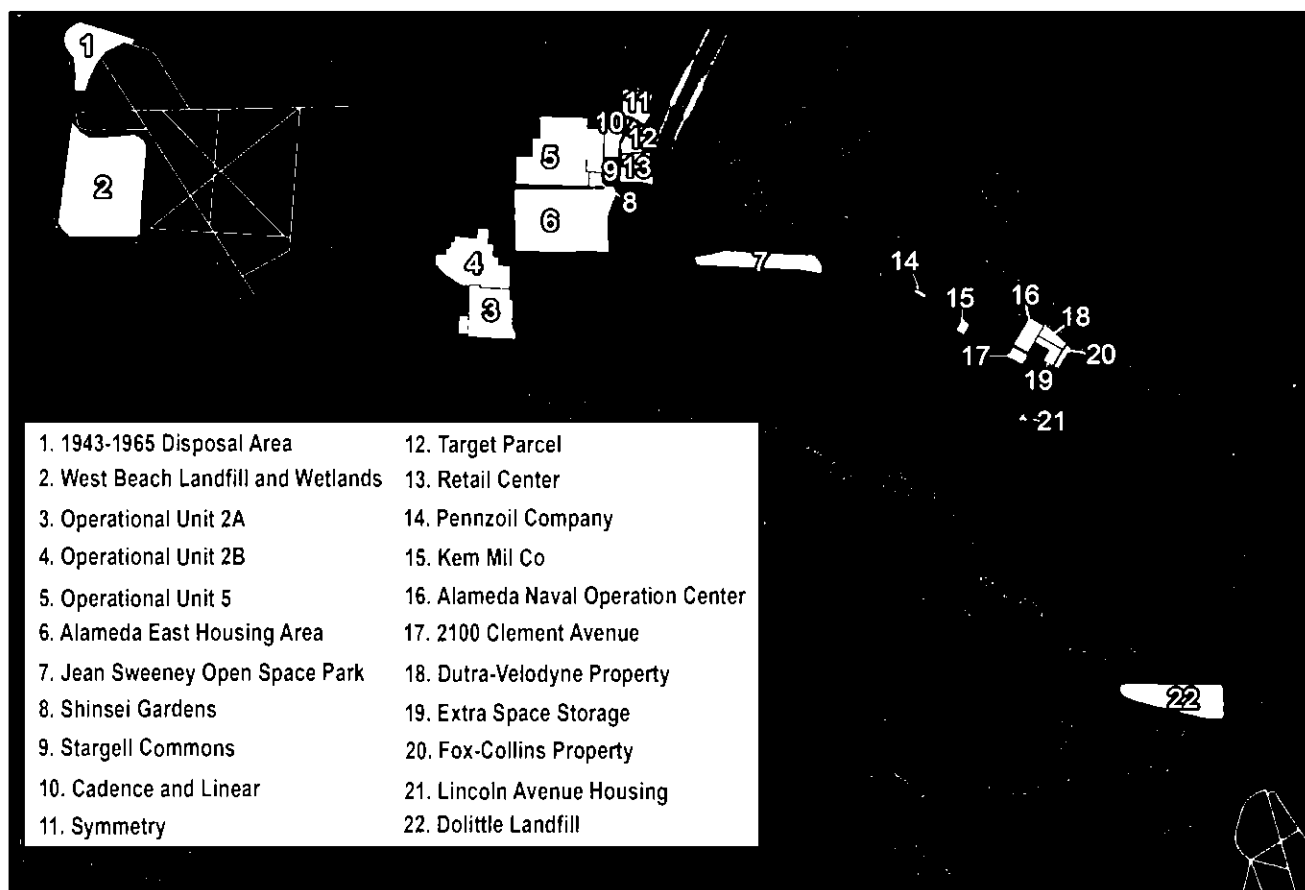 1
11
10
12
5
9
13
8
2
6
4
7
14
3
15
16
18
17
20
19
21
1. 1943-1965 Disposal Area
2. West Beach Landfill and Wetlands
3. Operational Unit 2A
4. Operational Unit 2B
5. Operational Unit 5
6. Alameda East Housing Area
7. Jean Sweeney Open Space Park
8. Shinsei Gardens
9. Stargell Commons
10. Cadence and Linear
11. Symmetry
12. Target Parcel
13. Retail Center
14. Pennzoil Company
15. Kem Mil Co
16. Alameda Naval Operation Center
17. 2100 Clement Avenue
18. Dutra-Velodyne Property
19. Extra Space Storage
20. Fox-Collins Property
21. Lincoln Avenue Housing
22. Dolittle Landfill
22